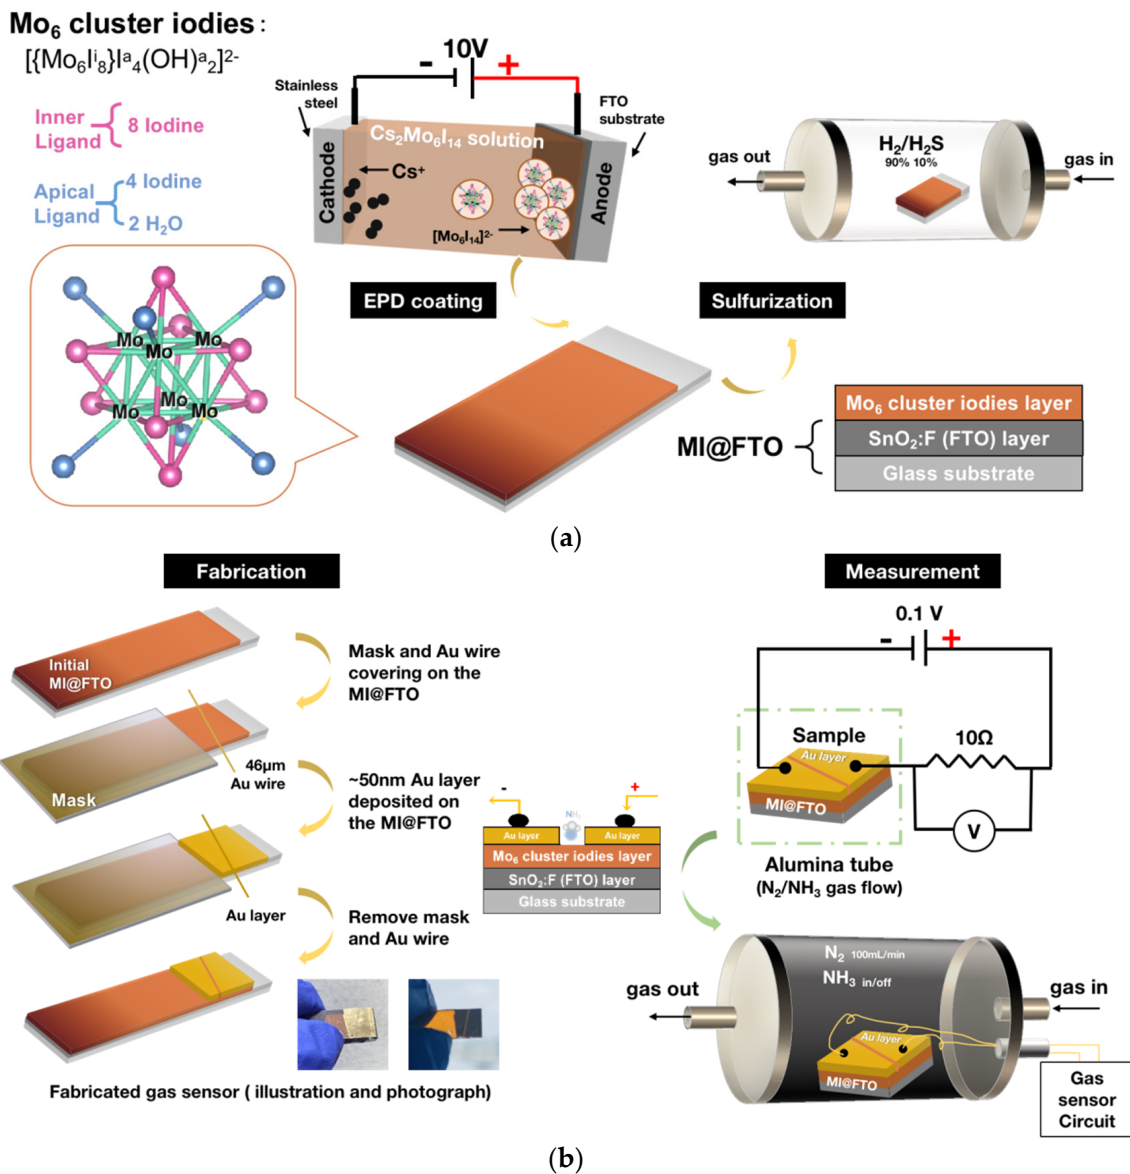 Mo₆ cluster iodies :
[{Mo₆Iⁱ₈}Iᵃ₄(OH)ᵃ₂]²⁻
Inner
Ligand
8 Iodine
Apical
Ligand
4 Iodine
2 H₂O
Mo
Mo
Mo
Mo
Mo
Mo
10V
-
+
Stainless
steel
FTO
substrate
Cs₂Mo₆I₁₄ solution
Cathode
Cs⁺
[Mo₆I₁₄]²⁻
Anode
H₂/H₂S
90% 10%
gas out
gas in
EPD coating
Sulfurization
MI@FTO
Mo₆ cluster iodies layer
SnO₂:F (FTO) layer
Glass substrate
(a)
Fabrication
Initial
MI@FTO
Mask and Au wire
covering on the
MI@FTO
46μm
Au wire
Mask
~50nm Au layer
deposited on
the MI@FTO
Au layer
Remove mask
and Au wire
Fabricated gas sensor ( illustration and photograph)
-
+
NH₃
Au layer
Au layer
Mo₆ cluster iodies layer
SnO₂:F (FTO) layer
Glass substrate
Measurement
0.1 V
-
+
Sample
Au layer
MI@FTO
10Ω
V
Alumina tube
(N₂/NH₃ gas flow)
N₂ 100mL/min
NH₃ in/off
gas out
gas in
Au layer
MI@FTO
Gas
sensor
Circuit
(b)